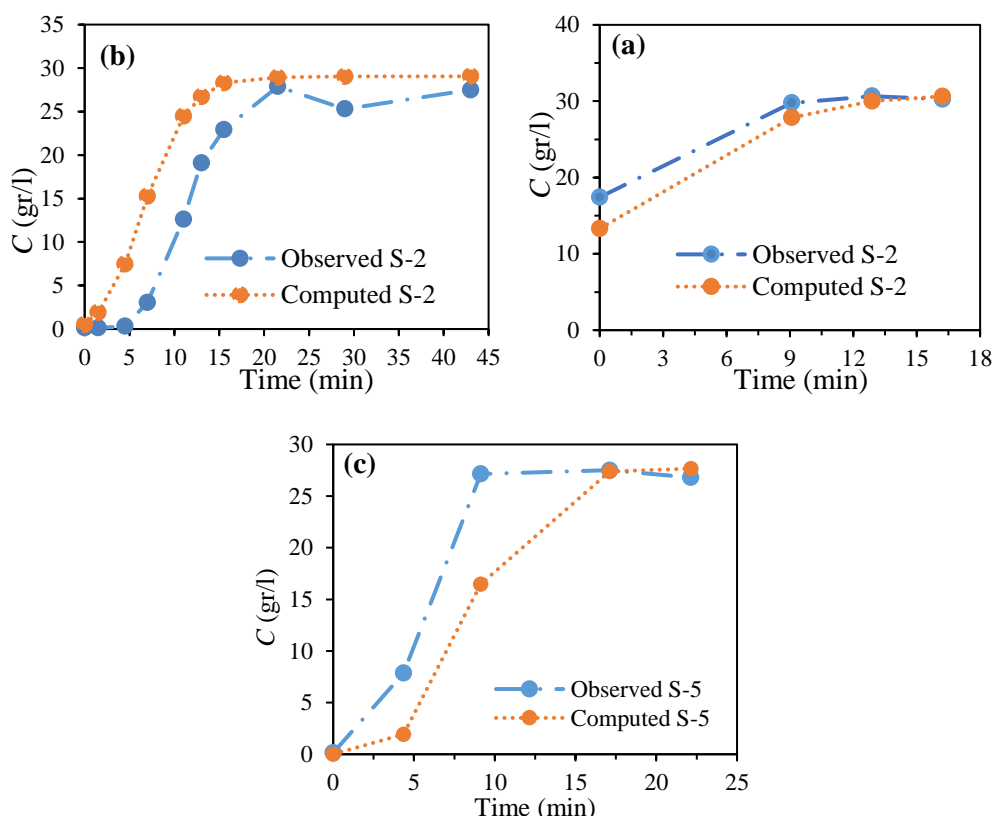 (b)
C (gr/l)
35
30
25
20
15
10
5
0
Observed S-2
Computed S-2
0 5 10 15 20 25 30 35 40 45
Time (min)
(a)
C (gr/l)
40
30
20
10
0
Observed S-2
Computed S-2
0 3 6 9 12 15 18
Time (min)
(c)
C (gr/l)
30
25
20
15
10
5
0
Observed S-5
Computed S-5
0 5 10 15 20 25
Time (min)